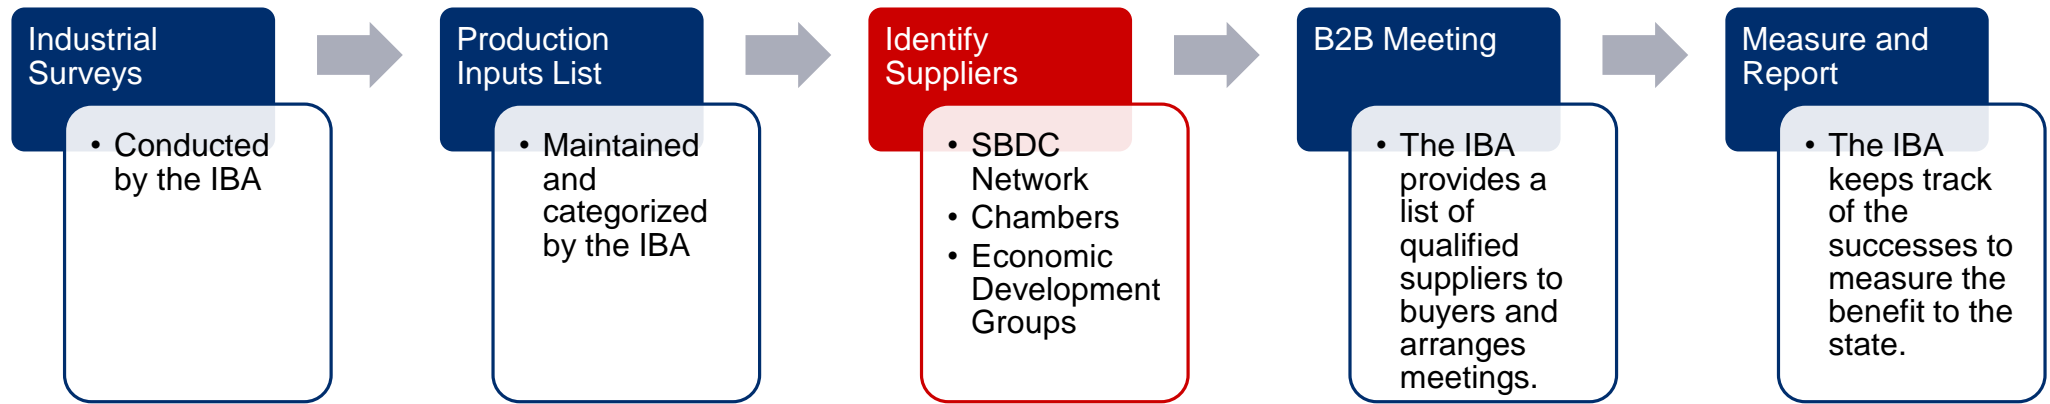 Industrial
Surveys
• Conducted
by the IBA
Production
Inputs List
• Maintained
and
categorized
by the IBA
Identify
Suppliers
• SBDC
Network
• Chambers
• Economic
Development
Groups
B2B Meeting
• The IBA
provides a
list of
qualified
suppliers to
buyers and
arranges
meetings.
Measure and
Report
• The IBA
keeps track
of the
successes to
measure the
benefit to the
state.